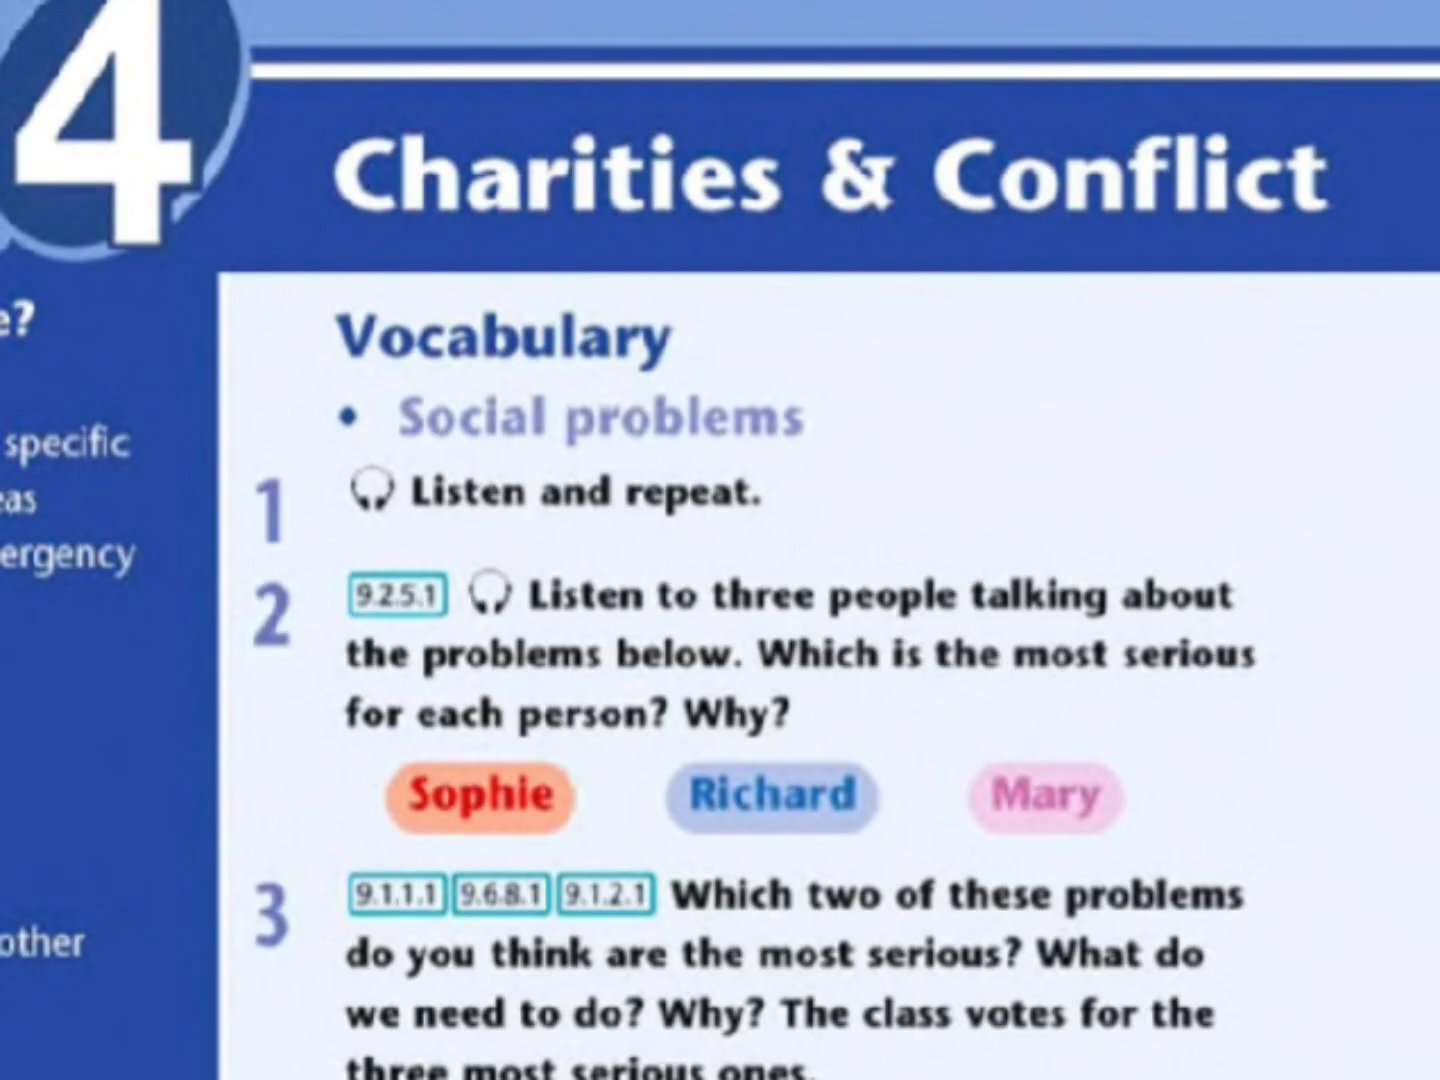 4
Charities & Conflict
e?
specific
eas
ergency
other
Vocabulary
• Social problems
1 Listen and repeat.
2 9.2.5.1 Listen to three people talking about
the problems below. Which is the most serious
for each person? Why?
Sophie Richard Mary
3 9.1.1.1 9.6.8.1 9.1.2.1 Which two of these problems
do you think are the most serious? What do
we need to do? Why? The class votes for the
three most serious ones.